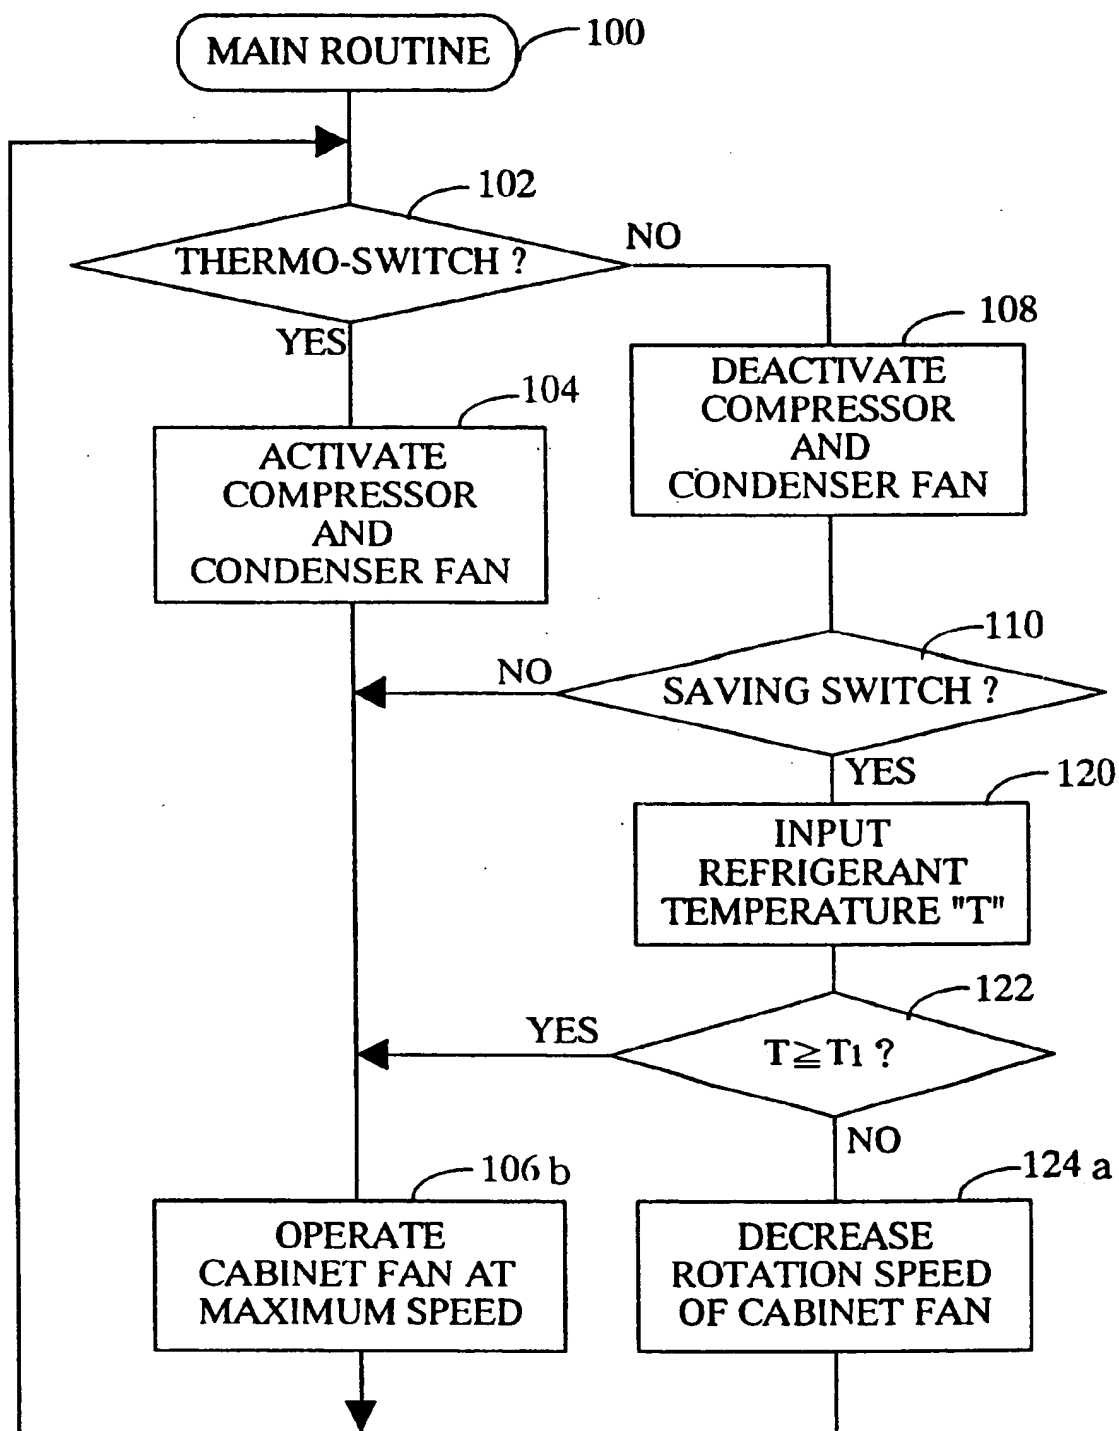 MAIN ROUTINE
100
102
THERMO-SWITCH ?
NO
YES
108
DEACTIVATE
COMPRESSOR
AND
CONDENSER FAN
104
ACTIVATE
COMPRESSOR
AND
CONDENSER FAN
110
NO
SAVING SWITCH ?
YES
120
INPUT
REFRIGERANT
TEMPERATURE "T"
122
YES
T≧T1 ?
NO
106 b
OPERATE
CABINET FAN AT
MAXIMUM SPEED
124 a
DECREASE
ROTATION SPEED
OF CABINET FAN